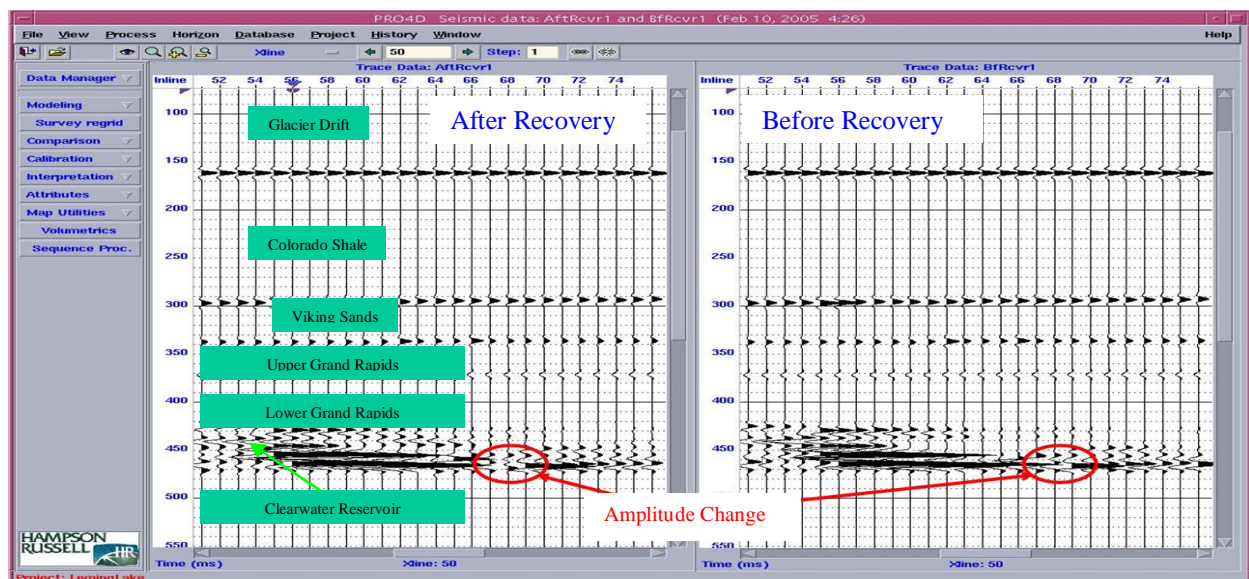 PRO4D Seismic data: AftRcvr1 and BfRcvr1 (Feb 10, 2005 4:26)
File View Process Horizon Database Project History Window Help
Xline 50 Step: 1
Data Manager
Modeling
Survey regrid
Comparison
Calibration
Interpretation
Attributes
Map Utilities
Volumetrics
Sequence Proc.
HAMPSON
RUSSELL
HR
Project: LemingLake
Trace Data: AftRcvr1
Inline 52 54 56 58 60 62 64 66 68 70 72 74
100
150
200
250
300
350
400
450
500
550
Glacier Drift
After Recovery
Colorado Shale
Viking Sands
Upper Grand Rapids
Lower Grand Rapids
Clearwater Reservoir
Time (ms) Xline: 50
Trace Data: BfRcvr1
Inline 52 54 56 58 60 62 64 66 68 70 72 74
100
150
200
250
300
350
400
450
500
550
Before Recovery
Amplitude Change
Time (ms) Xline: 50